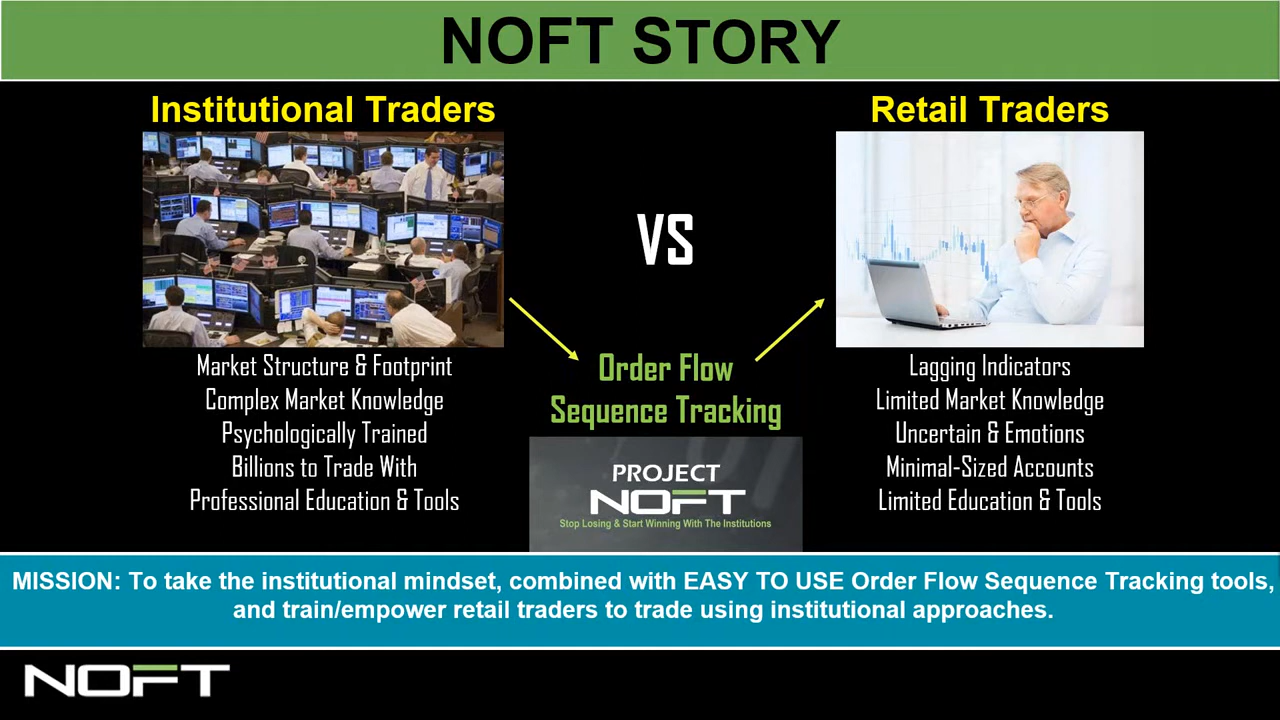 NOFT STORY
Institutional Traders
Retail Traders
VS
Market Structure & Footprint
Complex Market Knowledge
Psychologically Trained
Billions to Trade With
Professional Education & Tools
Order Flow
Sequence Tracking
PROJECT
NOFT
Stop Losing & Start Winning With The Institutions
Lagging Indicators
Limited Market Knowledge
Uncertain & Emotions
Minimal-Sized Accounts
Limited Education & Tools
MISSION: To take the institutional mindset, combined with EASY TO USE Order Flow Sequence Tracking tools,
and train/empower retail traders to trade using institutional approaches.
NOFT